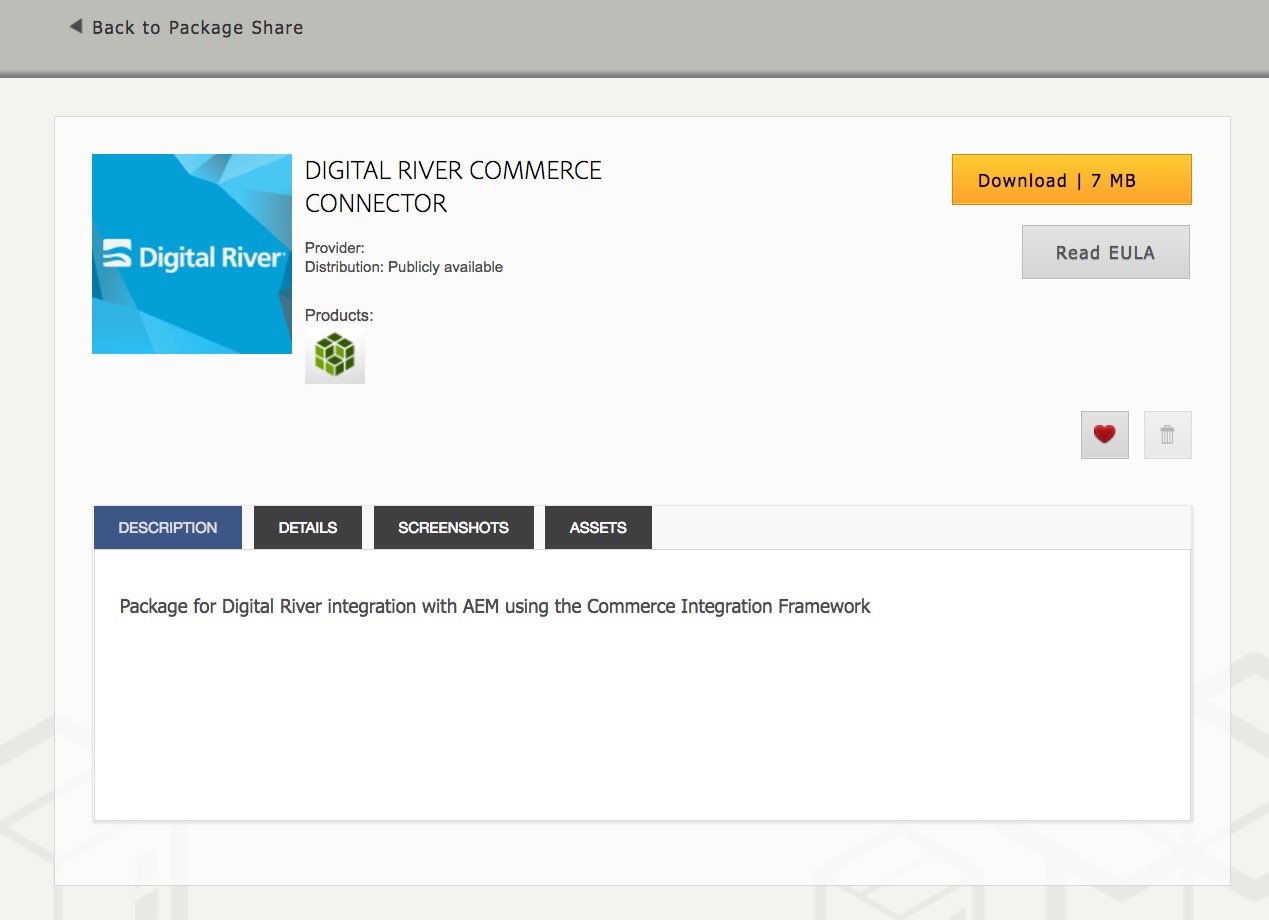 Back to Package Share
DIGITAL RIVER COMMERCE
CONNECTOR
Download | 7 MB
Digital River
Provider:
Distribution: Publicly available
Read EULA
Products:
DESCRIPTION
DETAILS
SCREENSHOTS
ASSETS
Package for Digital River integration with AEM using the Commerce Integration Framework